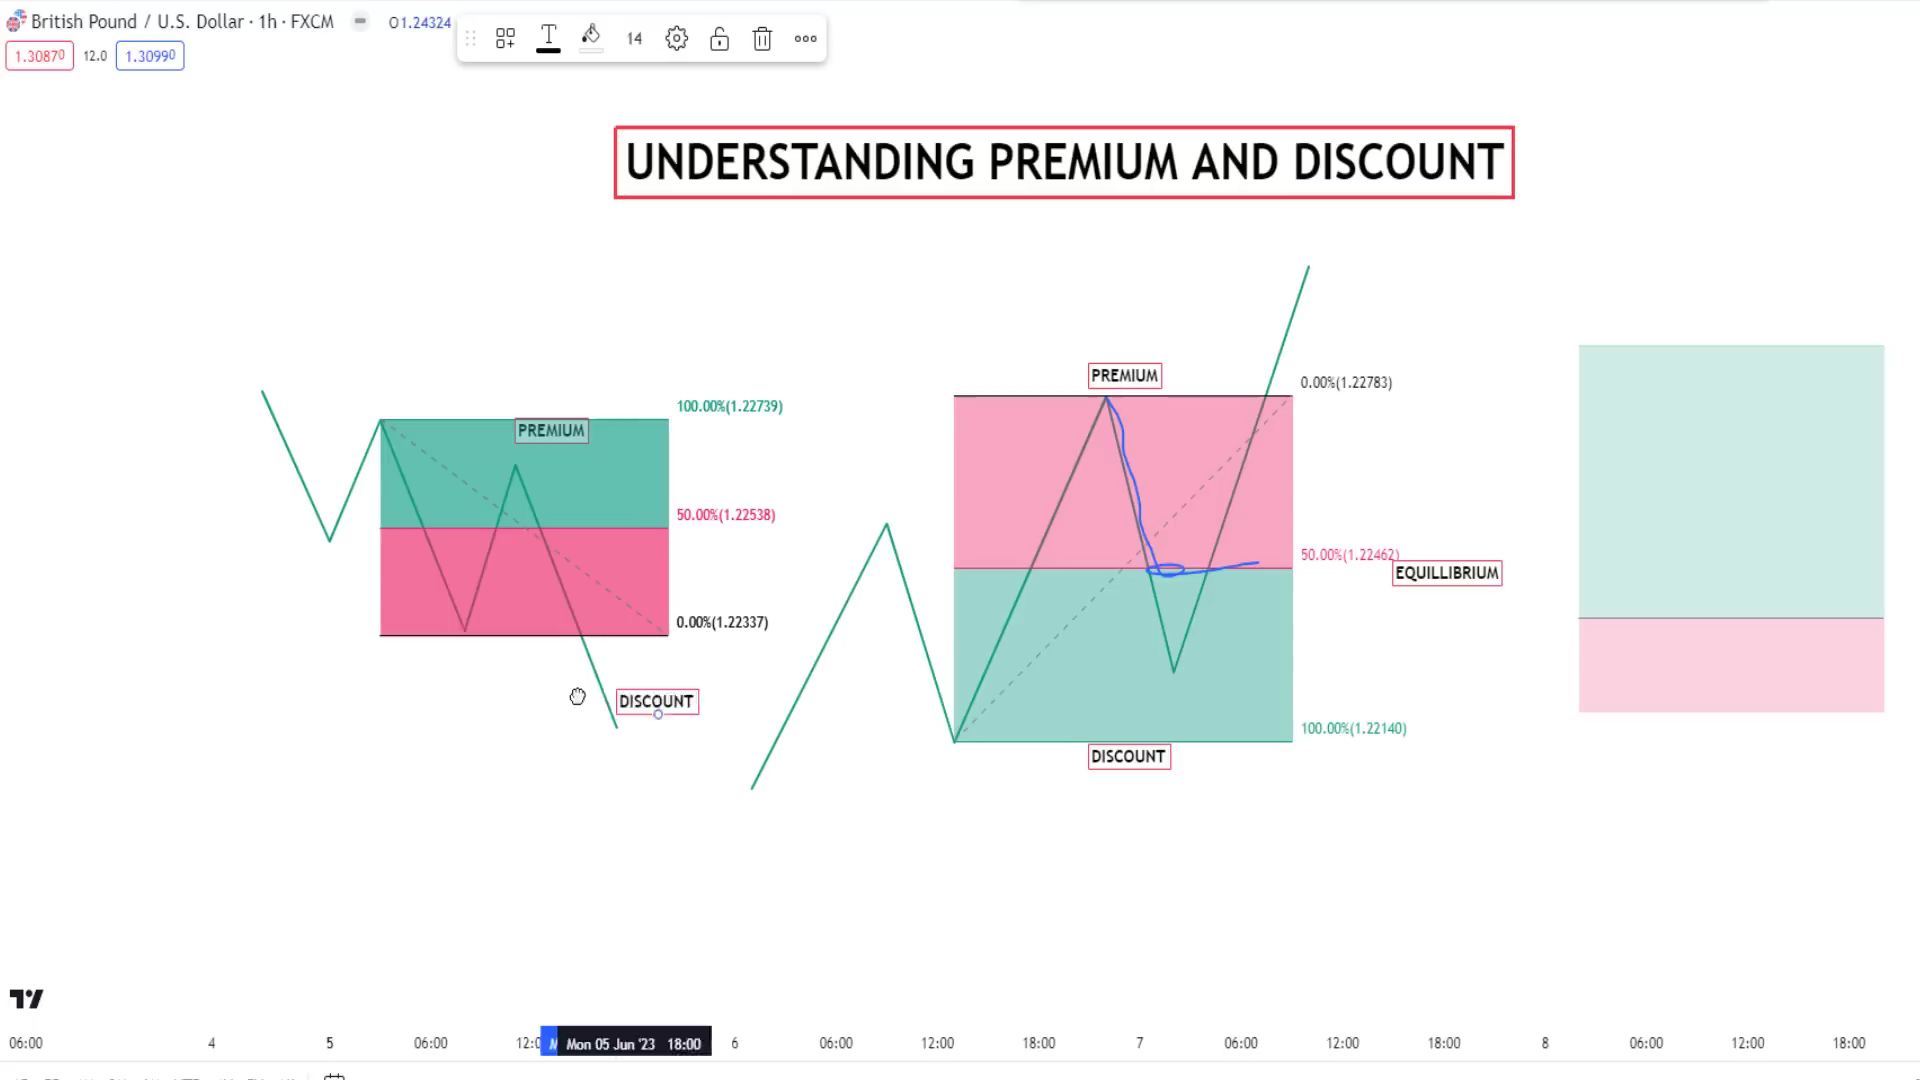 British Pound / U.S. Dollar · 1h · FXCM
O1.24324
14
1.30870
12.0
1.30990
UNDERSTANDING PREMIUM AND DISCOUNT
PREMIUM
100.00%(1.22739)
50.00%(1.22538)
0.00%(1.22337)
DISCOUNT
PREMIUM
0.00%(1.22783)
50.00%(1.22462)
EQUILLIBRIUM
100.00%(1.22140)
DISCOUNT
06:00 4 5 06:00 Mon 05 Jun '23 18:00 6 06:00 12:00 18:00 7 06:00 12:00 18:00 8 06:00 12:00 18:00